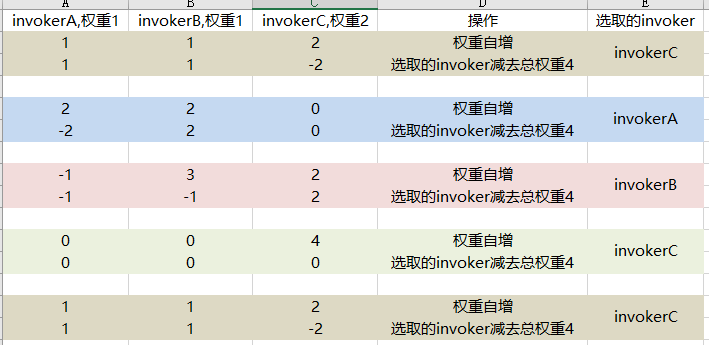 A B C D E
invokerA,权重1 invokerB,权重1 invokerC,权重2 操作 选取的invoker
1 1 2 权重自增 invokerC
1 1 -2 选取的invoker减去总权重4
2 2 0 权重自增 invokerA
-2 2 0 选取的invoker减去总权重4
-1 3 2 权重自增 invokerB
-1 -1 2 选取的invoker减去总权重4
0 0 4 权重自增 invokerC
0 0 0 选取的invoker减去总权重4
1 1 2 权重自增 invokerC
1 1 -2 选取的invoker减去总权重4